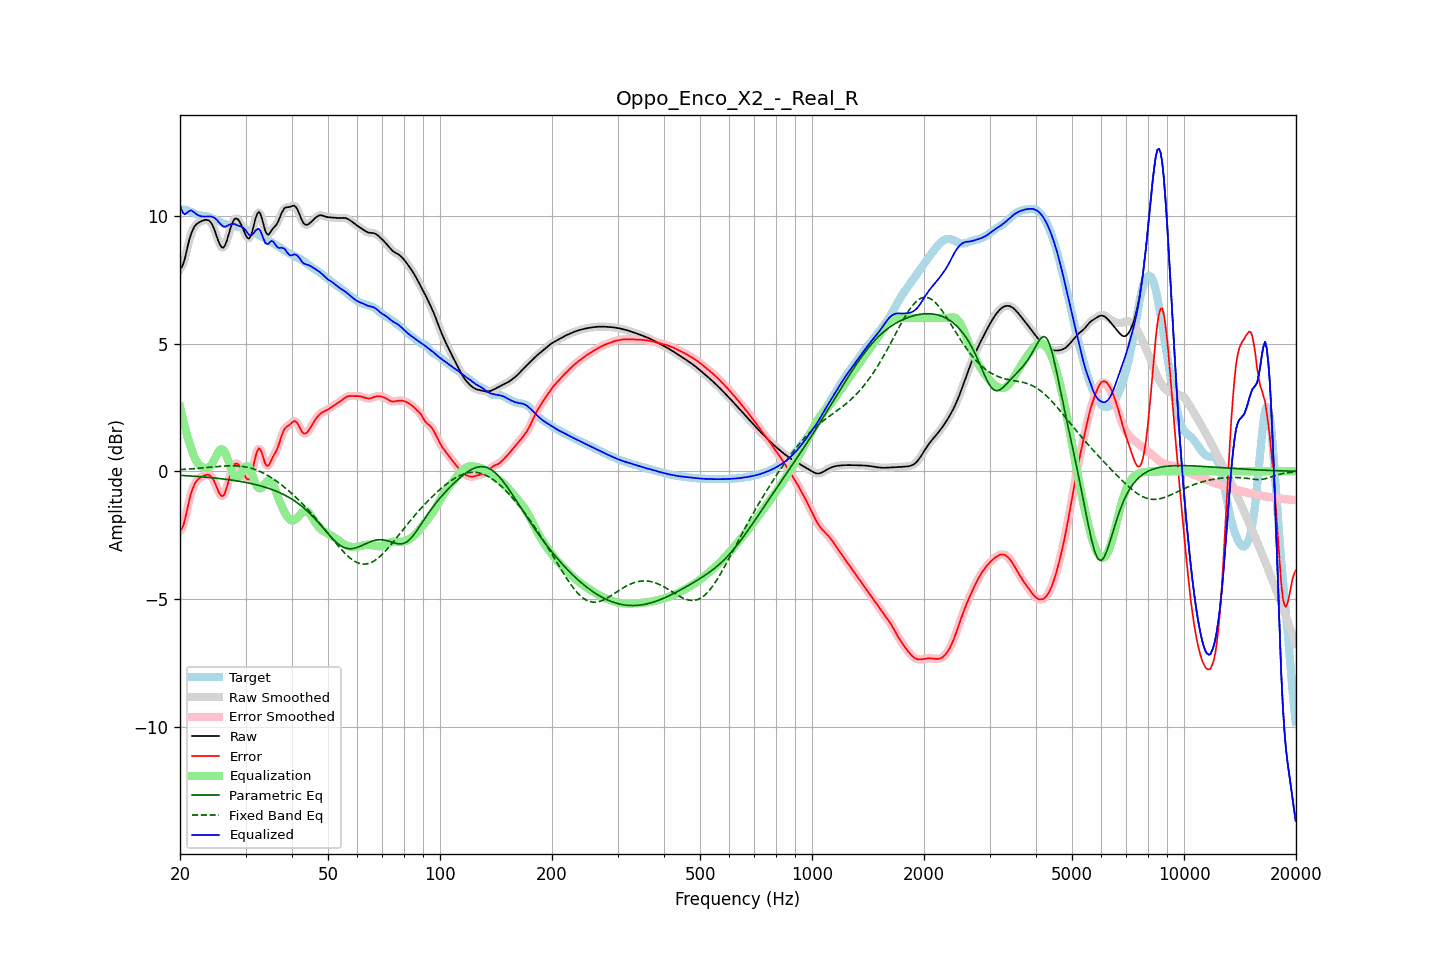 Oppo_Enco_X2_-_Real_R
Amplitude (dBr)
10
5
0
−5
−10
Target
Raw Smoothed
Error Smoothed
Raw
Error
Equalization
Parametric Eq
Fixed Band Eq
Equalized
20 50 100 200 500 1000 2000 5000 10000 20000
Frequency (Hz)